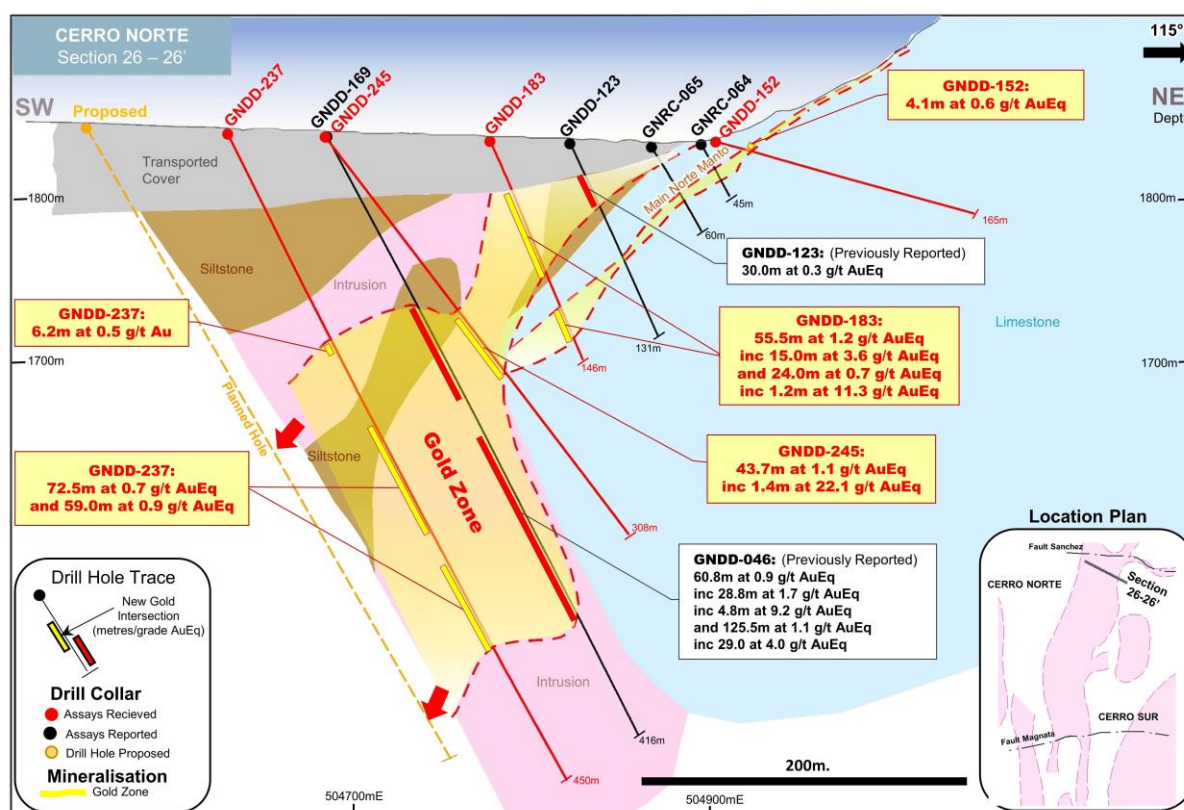 CERRO NORTE
Section 26 – 26'
115°
SW
NE
Depth
Proposed
GNDD-237
GNDD-169
GNDD-245
GNDD-183
GNDD-123
GNRC-065
GNRC-064
GNDD-152
GNDD-152:
4.1m at 0.6 g/t AuEq
Transported
Cover
Main Norte Manto
1800m
1800m
45m
165m
60m
GNDD-123: (Previously Reported)
30.0m at 0.3 g/t AuEq
Siltstone
Intrusion
Limestone
GNDD-237:
6.2m at 0.5 g/t Au
GNDD-183:
55.5m at 1.2 g/t AuEq
inc 15.0m at 3.6 g/t AuEq
and 24.0m at 0.7 g/t AuEq
inc 1.2m at 11.3 g/t AuEq
131m
146m
1700m
1700m
Planned Hole
Siltstone
Gold Zone
GNDD-237:
72.5m at 0.7 g/t AuEq
and 59.0m at 0.9 g/t AuEq
GNDD-245:
43.7m at 1.1 g/t AuEq
inc 1.4m at 22.1 g/t AuEq
308m
GNDD-046: (Previously Reported)
60.8m at 0.9 g/t AuEq
inc 28.8m at 1.7 g/t AuEq
inc 4.8m at 9.2 g/t AuEq
and 125.5m at 1.1 g/t AuEq
inc 29.0 at 4.0 g/t AuEq
Intrusion
416m
450m
200m.
504700mE
504900mE
Drill Hole Trace
New Gold
Intersection
(metres/grade AuEq)
Drill Collar
Assays Recieved
Assays Reported
Drill Hole Proposed
Mineralisation
Gold Zone
Location Plan
Fault Sanchez
CERRO NORTE
Section
26-26'
CERRO SUR
Fault Magnata